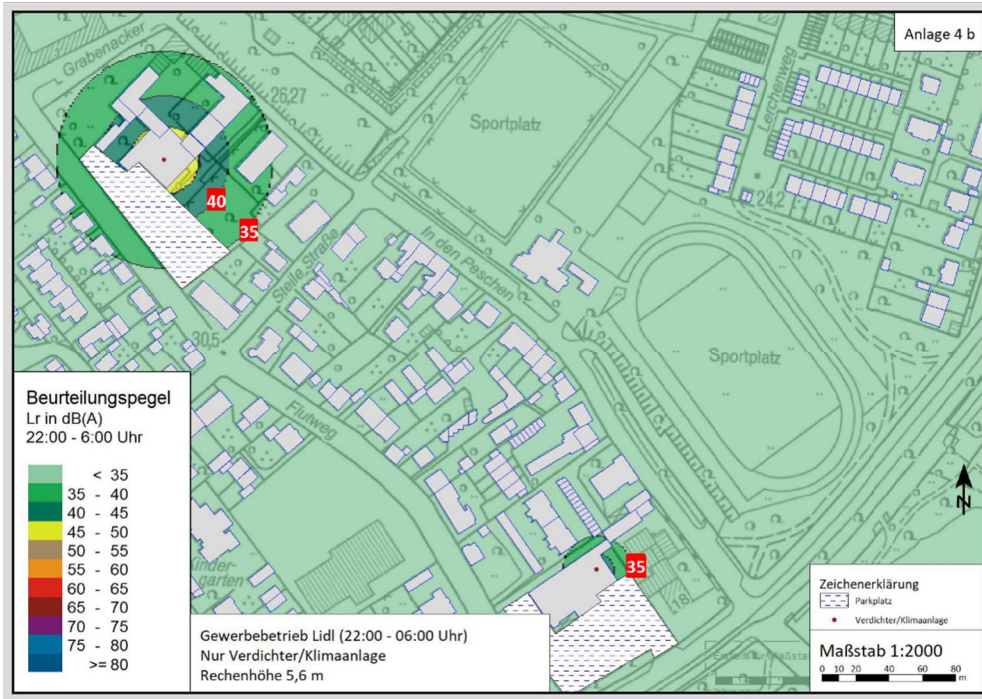 Anlage 4 b
Grabenacker
26,27
Sportplatz
Lerchenweg
24,2
40
35
Steile Straße
In den Peschen
30,5
Sportplatz
Flutweg
Kinder-
garten
35
18
Beurteilungspegel
Lr in dB(A)
22:00 - 6:00 Uhr
< 35
35 - 40
40 - 45
45 - 50
50 - 55
55 - 60
60 - 65
65 - 70
70 - 75
75 - 80
>= 80
Gewerbebetrieb Lidl (22:00 - 06:00 Uhr)
Nur Verdichter/Klimaanlage
Rechenhöhe 5,6 m
N
Zeichenerklärung
Parkplatz
Verdichter/Klimaanlage
Maßstab 1:2000
0 10 20 40 60 80
m